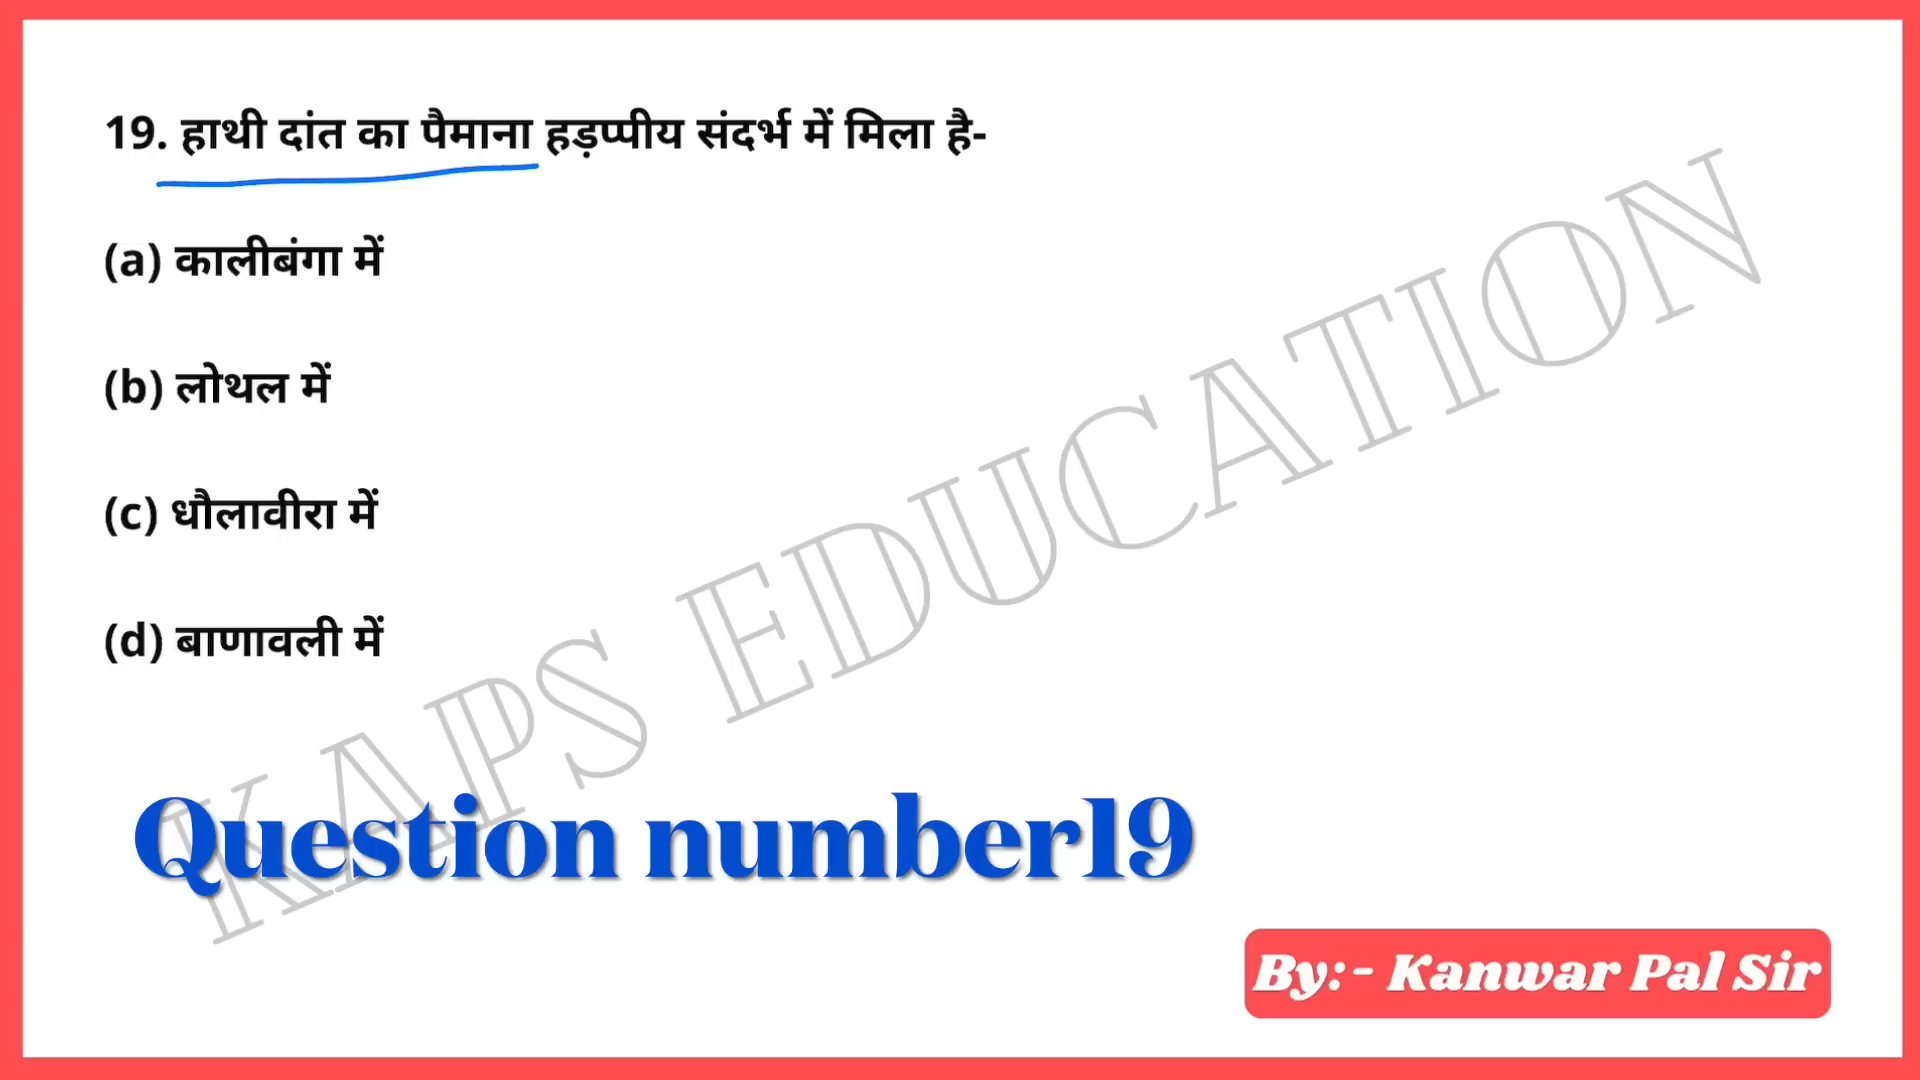 19. हाथी दांत का पैमाना हड़प्पीय संदर्भ में मिला है-
(a) कालीबंगा में
(b) लोथल में
(c) धौलावीरा में
(d) बाणावली में
KAPS EDUCATION
Question number19
By:- Kanwar Pal Sir